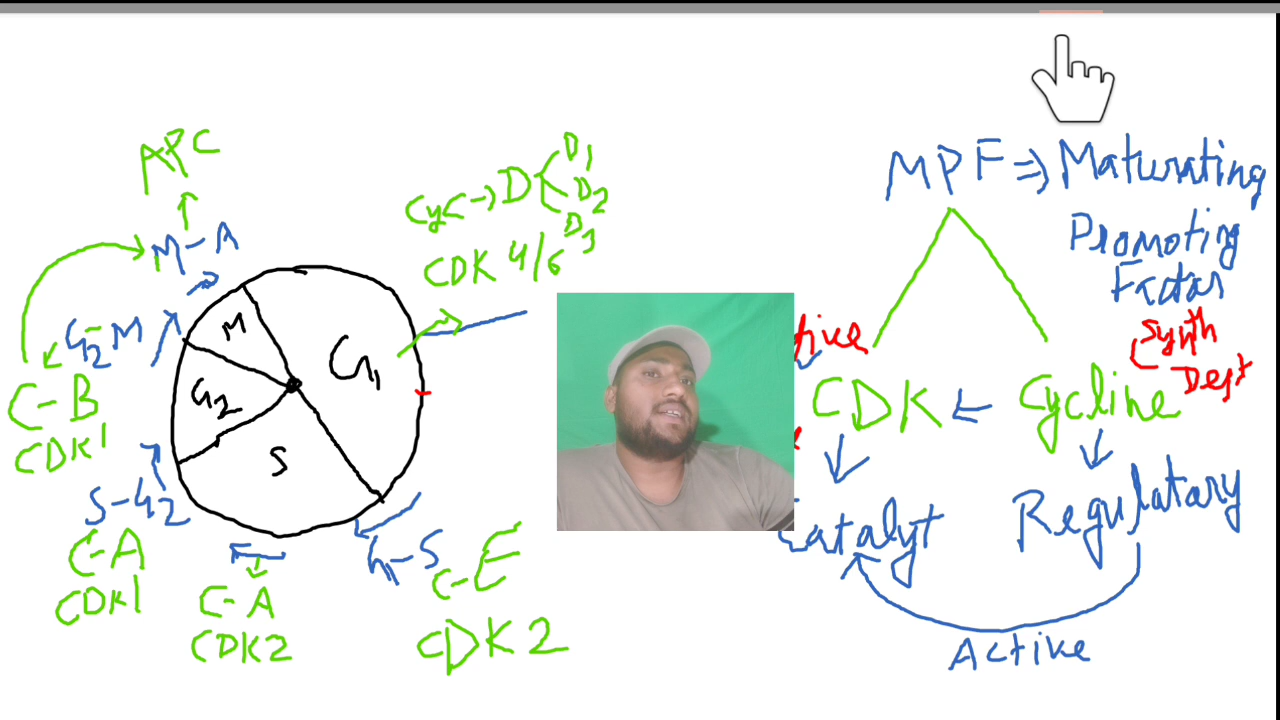 APC
M-A
G2-M
C-B
CDK1
S-G2
C-A
CDK1
C-A
CDK2
G1-S
C-E
CDK2
CYC→D
D1
D2
D3
CDK 4/6
M
G1
G2
S
MPF ⇒ Maturating
Promoting
Factor
Synth
CDK ← Cycline
Regulatary
Active